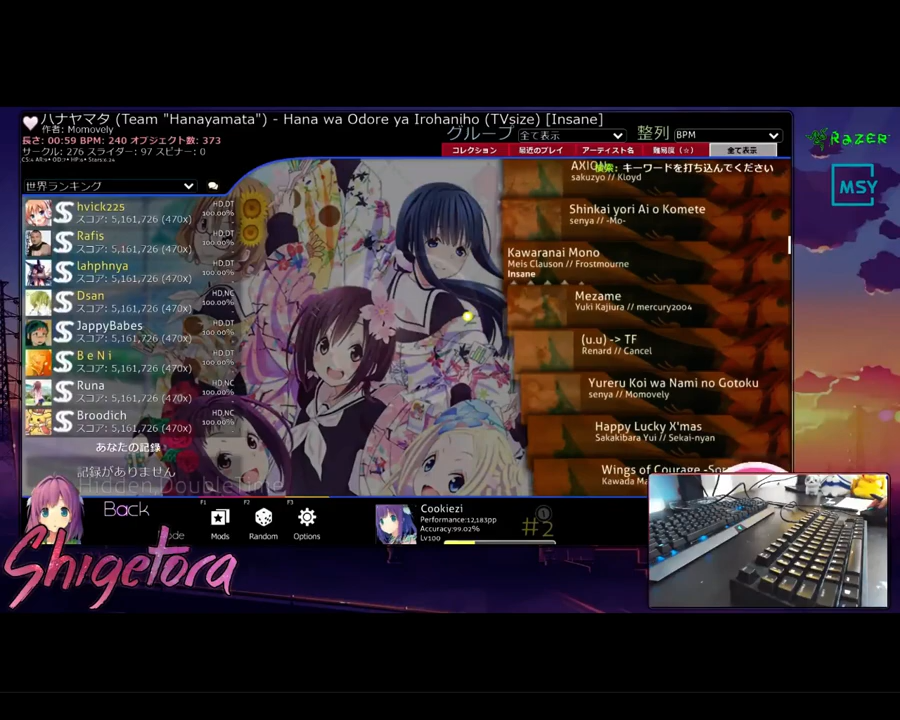 ハナヤマタ (Team "Hanayamata") - Hana wa Odore ya Irohaniho (TVsize) [Insane]
作者: Momovely
長さ: 00:59 BPM: 240 オブジェクト数: 373
サークル: 276 スライダー: 97 スピナー: 0
グループ 全て表示 整列 BPM
コレクション 最近のプレイ アーティスト名 難易度 (☆) 全て表示
検索: キーワードを打ち込んでください
世界ランキング
hvick225
スコア: 5,161,726 (470x)
HD,DT
100.00%
Rafis
スコア: 5,161,726 (470x)
HD,DT
100.00%
lahphnya
スコア: 5,161,726 (470x)
HD,DT
100.00%
Dsan
スコア: 5,161,726 (470x)
HD,NC
100.00%
JappyBabes
スコア: 5,161,726 (470x)
HD,DT
100.00%
B e N i
スコア: 5,161,726 (470x)
HD,DT
100.00%
Runa
スコア: 5,161,726 (470x)
HD,NC
100.00%
Broodich
スコア: 5,161,726 (470x)
HD,NC
100.00%
あなたの記録
記録がありません
Hidden,DoubleTime
AXION
sakuzyo // Kloyd
Shinkai yori Ai o Komete
senya // -Mo-
Kawaranai Mono
Meis Clauson // Frostmourne
Insane
Mezame
Yuki Kajiura // mercury2004
(u.u) -> TF
Renard // Cancel
Yureru Koi wa Nami no Gotoku
senya // Momovely
Happy Lucky X'mas
Sakakibara Yui // Sekai-nyan
Wings of Courage -Sor
Kawada Ma
Back
F1
Mods
F2
Random
F3
Options
Cookiezi
Performance:12,183pp
Accuracy:99.02%
Lv100
#2
Shigetora
RAZER
MSY